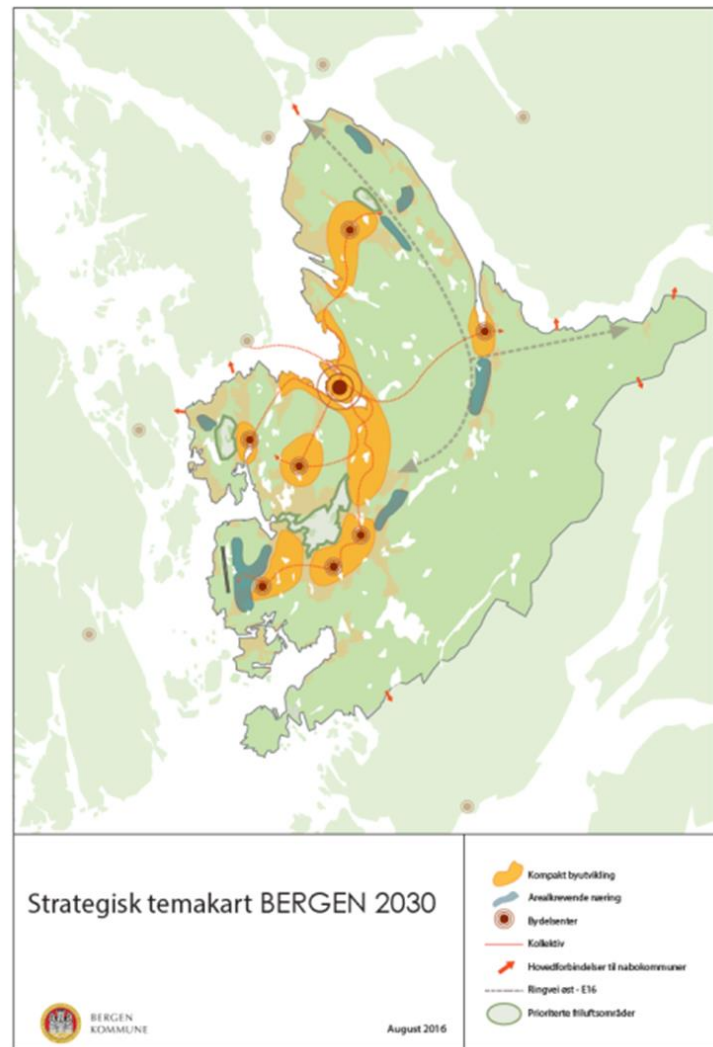 Strategisk temakart BERGEN 2030
BERGEN
KOMMUNE
August 2016
Kompakt byutvikling
Arealkrevende næring
Bydelsenter
Kollektiv
Hovedforbindelser til nabokommuner
Ringvei øst - E16
Prioriterte friluftsområder